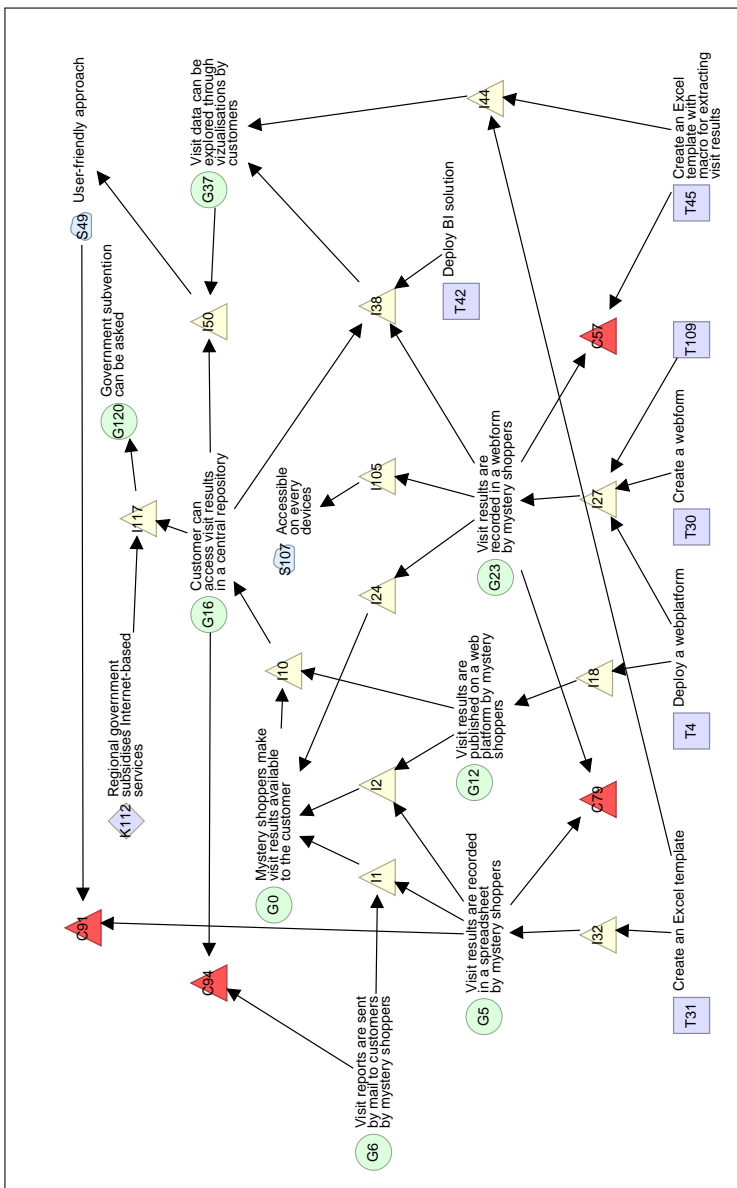 C91
S49
User-friendly approach
K112
Regional government
subsidises Internet-based
services
I117
G120
Government subvention
can be asked
C94
G16
Customer can
access visit results
in a central repository
I50
G37
Visit data can be
explored through
vizualisations by
customers
G0
Mystery shoppers make
visit results available
to the customer
I10
S107
Accessible
on every
devices
G6
Visit reports are sent
by mail to customers
by mystery shoppers
I1
I2
I24
I105
I38
G5
Visit results are recorded
in a spreadsheet
by mystery shoppers
G12
Visit results are
published on a web
platform by mystery
shoppers
G23
Visit results are
recorded in a webform
by mystery shoppers
T42
Deploy BI solution
I44
I32
C79
I18
I27
C57
T31
Create an Excel template
T4
Deploy a webplatform
T30
Create a webform
T109
T45
Create an Excel
template with
macro for extracting
visit results